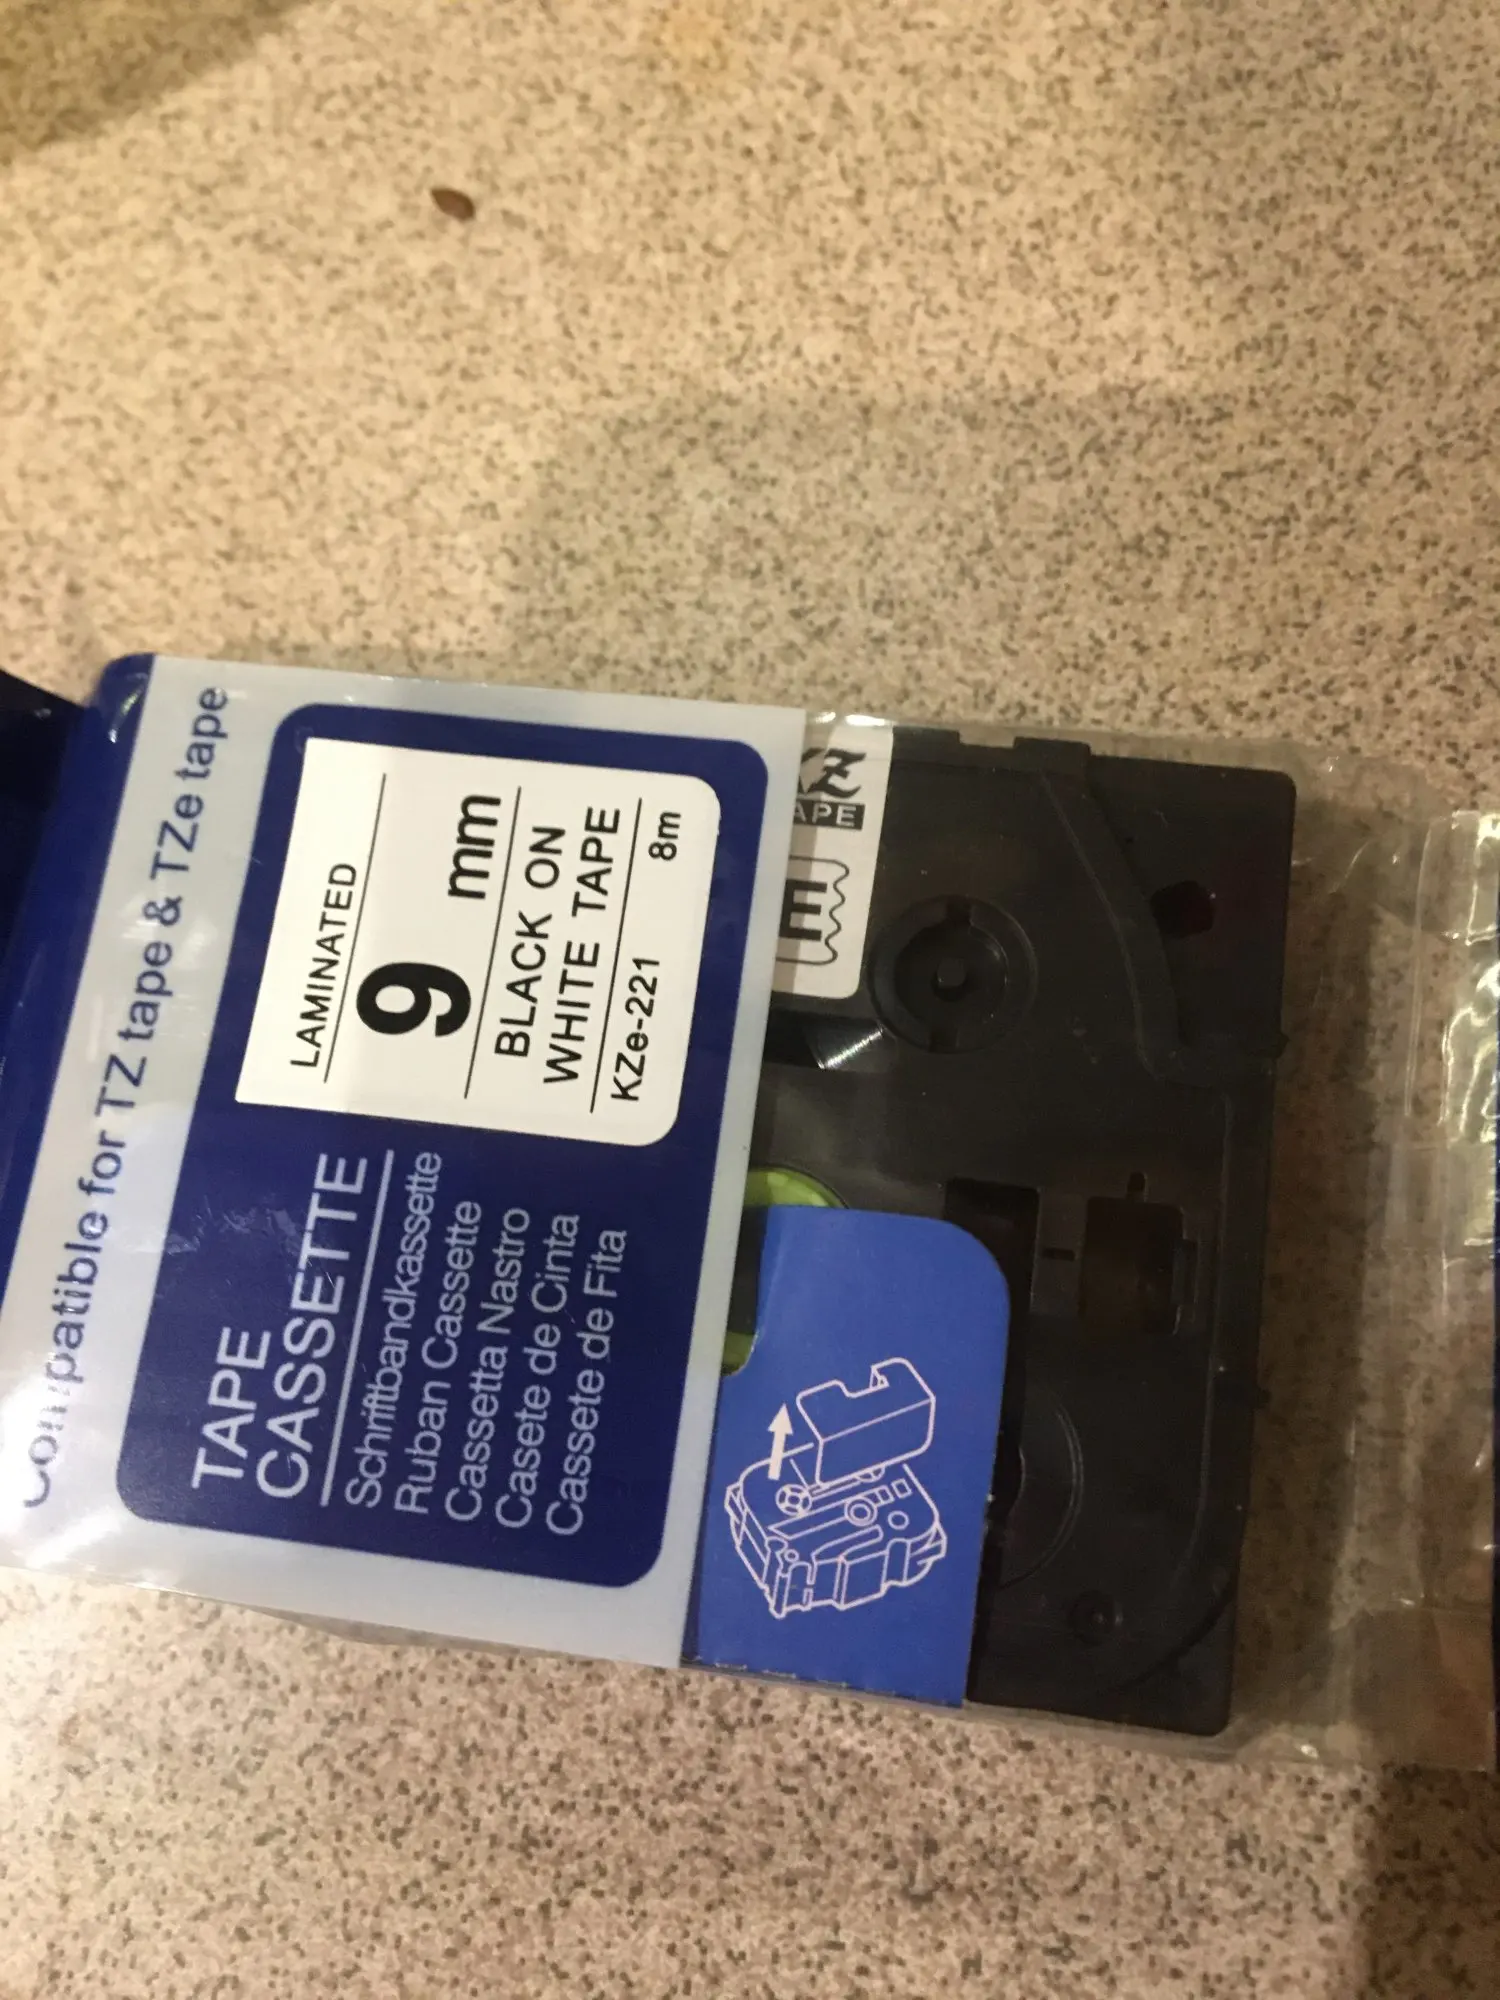 Compatible for TZ tape & TZe tape
TAPE
CASSETTE
Schriftbandkassette
Ruban Cassette
Cassetta Nastro
Casete de Cinta
Cassete de Fita
LAMINATED
9 mm
BLACK ON
WHITE TAPE
KZe-221 8m